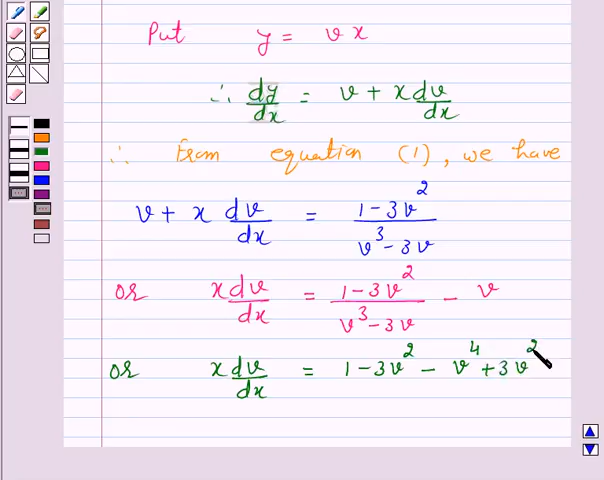 Put y = vx
∴ dy/dx = v + x dv/dx
∴ From equation (1), we have
v + x dv/dx = (1 - 3v²)/(v³ - 3v)
or x dv/dx = (1 - 3v²)/(v³ - 3v) - v
or x dv/dx = 1 - 3v² - v⁴ + 3v²